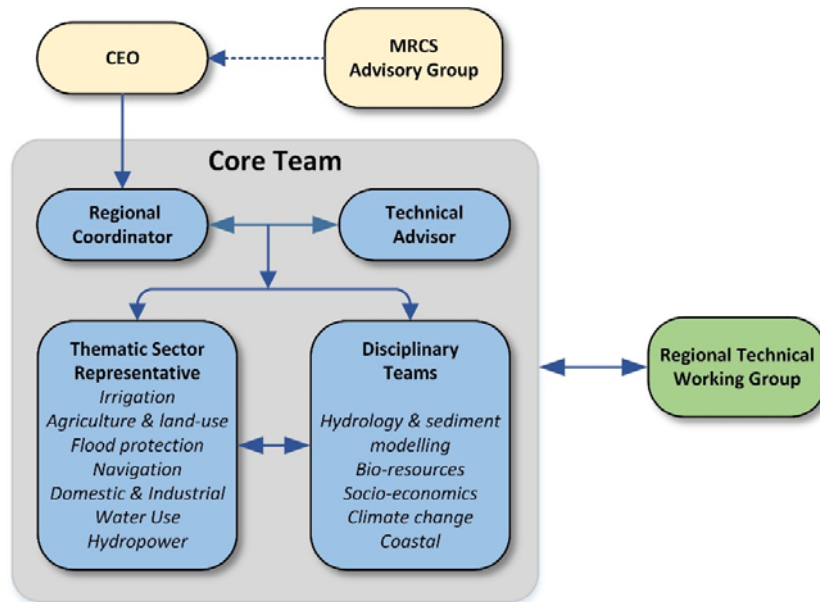 CEO
MRCS
Advisory Group
Core Team
Regional
Coordinator
Technical
Advisor
Thematic Sector
Representative
Irrigation
Agriculture & land-use
Flood protection
Navigation
Domestic & Industrial
Water Use
Hydropower
Disciplinary
Teams
Hydrology & sediment
modelling
Bio-resources
Socio-economics
Climate change
Coastal
Regional Technical
Working Group